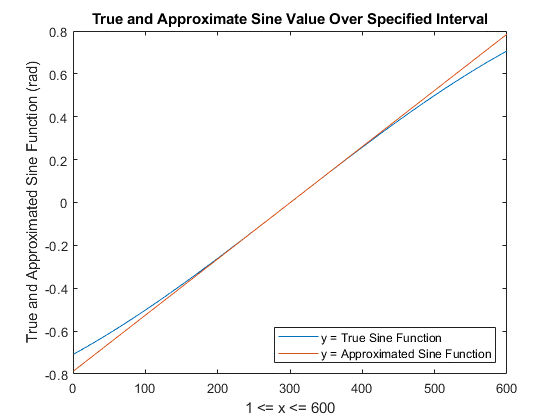 True and Approximate Sine Value Over Specified Interval
True and Approximated Sine Function (rad)
0.8
0.6
0.4
0.2
0
-0.2
-0.4
-0.6
-0.8
y = True Sine Function
y = Approximated Sine Function
0 100 200 300 400 500 600
1 <= x <= 600